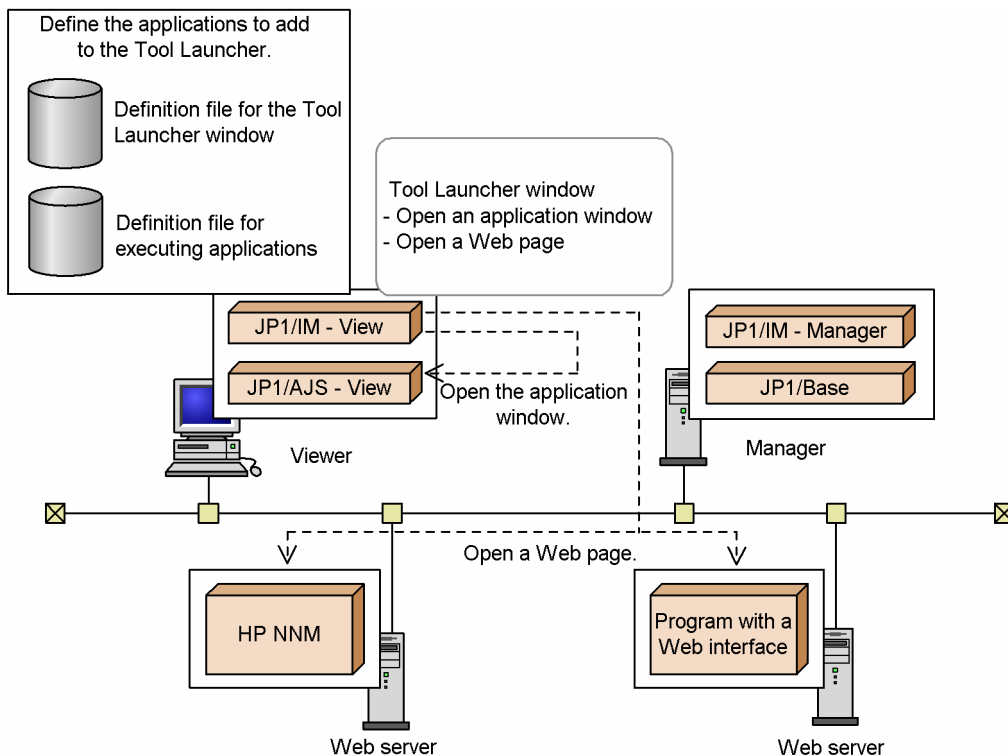 Define the applications to add
to the Tool Launcher.
Definition file for the Tool
Launcher window
Definition file for
executing applications
Tool Launcher window
- Open an application window
- Open a Web page
JP1/IM - View
JP1/AJS - View
Open the application
window.
Viewer
JP1/IM - Manager
JP1/Base
Manager
Open a Web page.
HP NNM
Web server
Program with a
Web interface
Web server